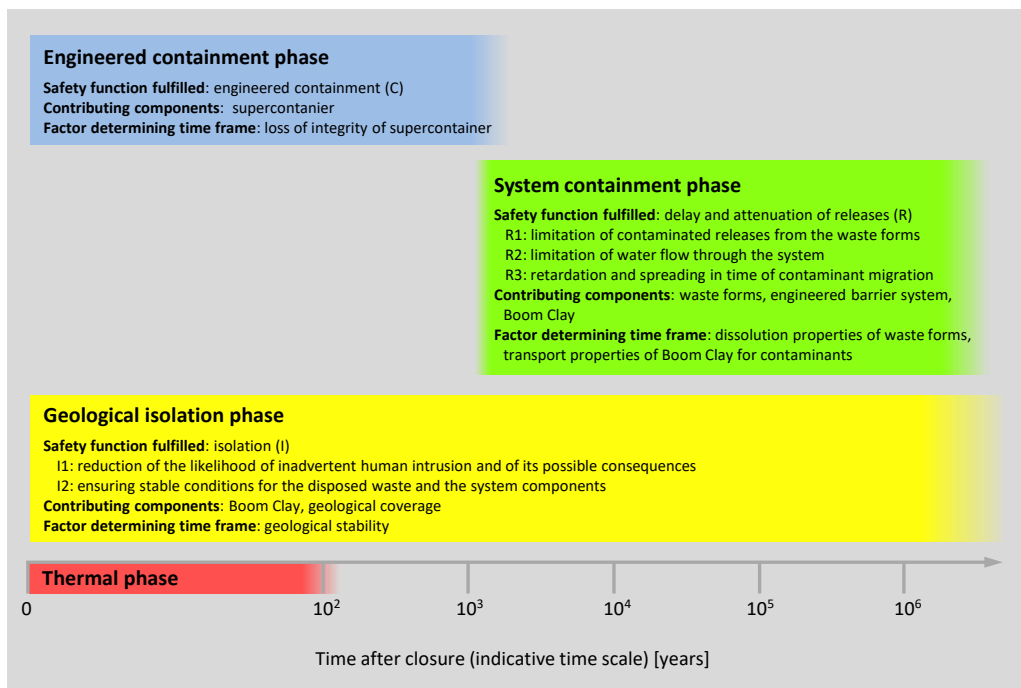 Engineered containment phase
Safety function fulfilled: engineered containment (C)
Contributing components: supercontanier
Factor determining time frame: loss of integrity of supercontainer
System containment phase
Safety function fulfilled: delay and attenuation of releases (R)
R1: limitation of contaminated releases from the waste forms
R2: limitation of water flow through the system
R3: retardation and spreading in time of contaminant migration
Contributing components: waste forms, engineered barrier system,
Boom Clay
Factor determining time frame: dissolution properties of waste forms,
transport properties of Boom Clay for contaminants
Geological isolation phase
Safety function fulfilled: isolation (I)
I1: reduction of the likelihood of inadvertent human intrusion and of its possible consequences
I2: ensuring stable conditions for the disposed waste and the system components
Contributing components: Boom Clay, geological coverage
Factor determining time frame: geological stability
Thermal phase
0 10² 10³ 10⁴ 10⁵ 10⁶
Time after closure (indicative time scale) [years]